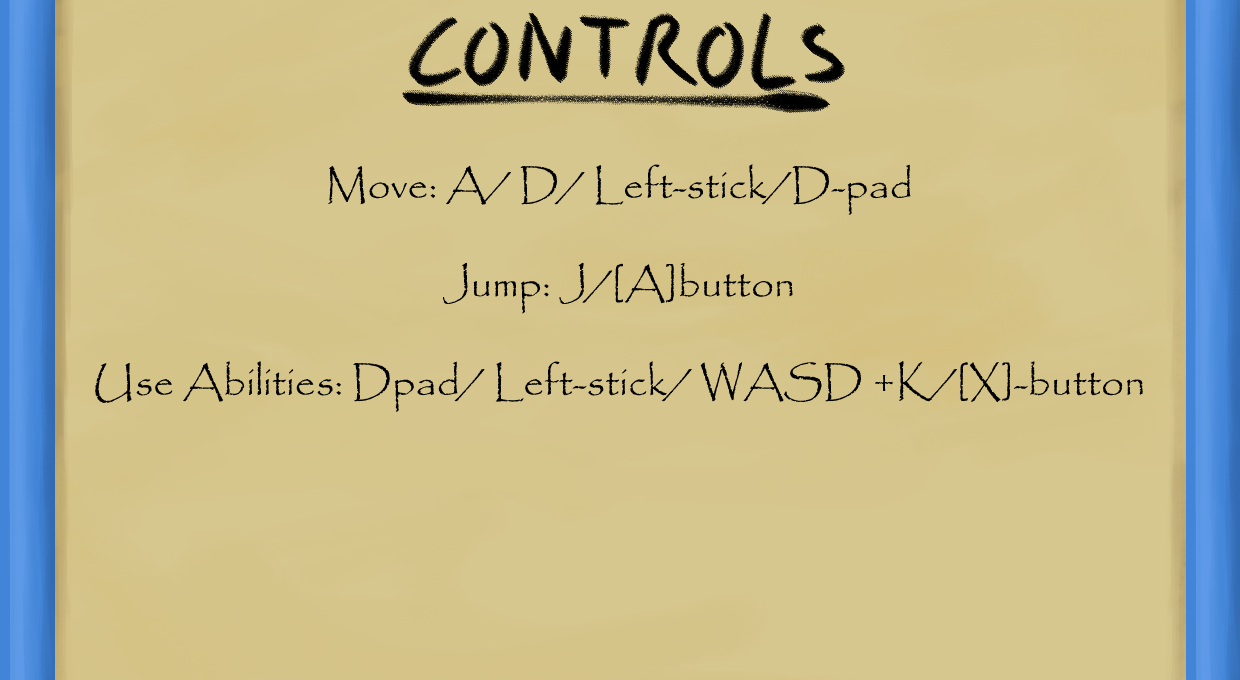 CONTROLS
Move: A/ D/ Left-stick/D-pad
Jump: J/[A]button
Use Abilities: Dpad/ Left-stick/ WASD +K/[X]-button